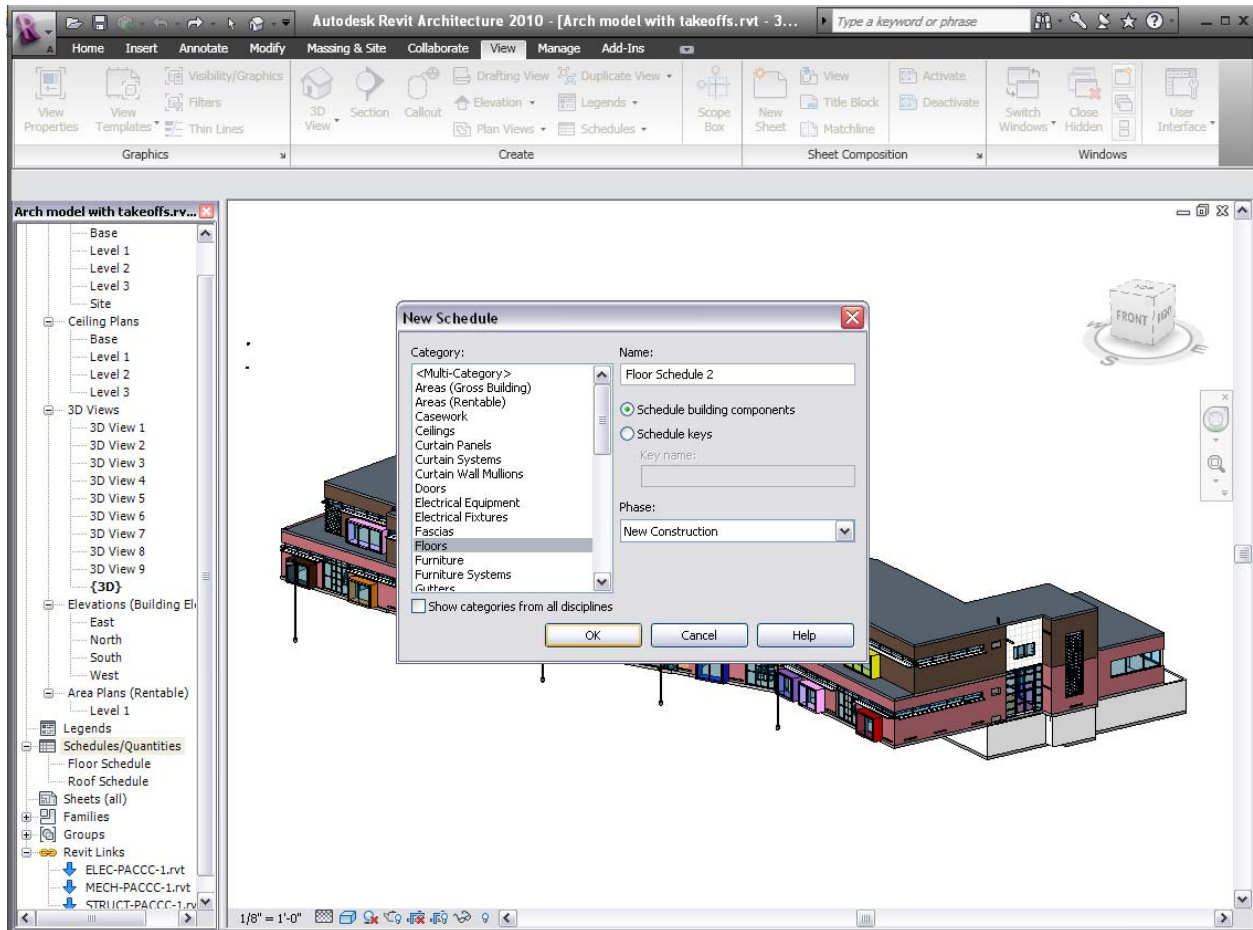 Autodesk Revit Architecture 2010 - [Arch model with takeoffs.rvt - 3...
Type a keyword or phrase
Home Insert Annotate Modify Massing & Site Collaborate View Manage Add-Ins
View Properties
View Templates
Visibility/Graphics
Filters
Thin Lines
Graphics
3D View
Section
Callout
Drafting View
Elevation
Plan Views
Duplicate View
Legends
Schedules
Scope Box
Create
New Sheet
View
Title Block
Matchline
Activate
Deactivate
Sheet Composition
Switch Windows
Close Hidden
User Interface
Windows
Arch model with takeoffs.rv...
Base
Level 1
Level 2
Level 3
Site
Ceiling Plans
Base
Level 1
Level 2
Level 3
3D Views
3D View 1
3D View 2
3D View 3
3D View 4
3D View 5
3D View 6
3D View 7
3D View 8
3D View 9
{3D}
Elevations (Building El
East
North
South
West
Area Plans (Rentable)
Level 1
Legends
Schedules/Quantities
Floor Schedule
Roof Schedule
Sheets (all)
Families
Groups
Revit Links
ELEC-PACCC-1.rvt
MECH-PACCC-1.rvt
STRUCT-PACCC-1.rv
New Schedule
Category:
<Multi-Category>
Areas (Gross Building)
Areas (Rentable)
Casework
Ceilings
Curtain Panels
Curtain Systems
Curtain Wall Mullions
Doors
Electrical Equipment
Electrical Fixtures
Fascias
Floors
Furniture
Furniture Systems
Gutters
Show categories from all disciplines
Name:
Floor Schedule 2
Schedule building components
Schedule keys
Key name:
Phase:
New Construction
OK Cancel Help
TOP
FRONT
W
S
E
1/8" = 1'-0"